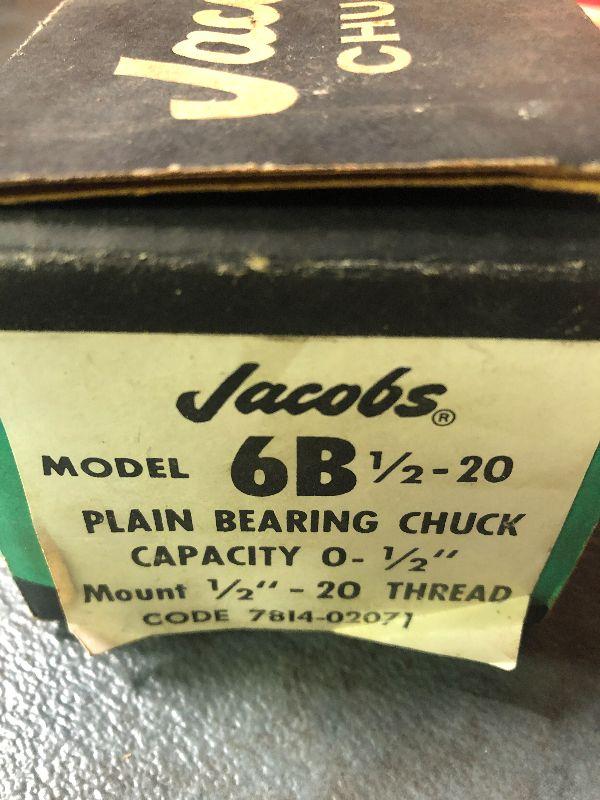 Jacobs
MODEL 6B 1/2-20
PLAIN BEARING CHUCK
CAPACITY 0- 1/2"
Mount 1/2" - 20 THREAD
CODE 7814-02071